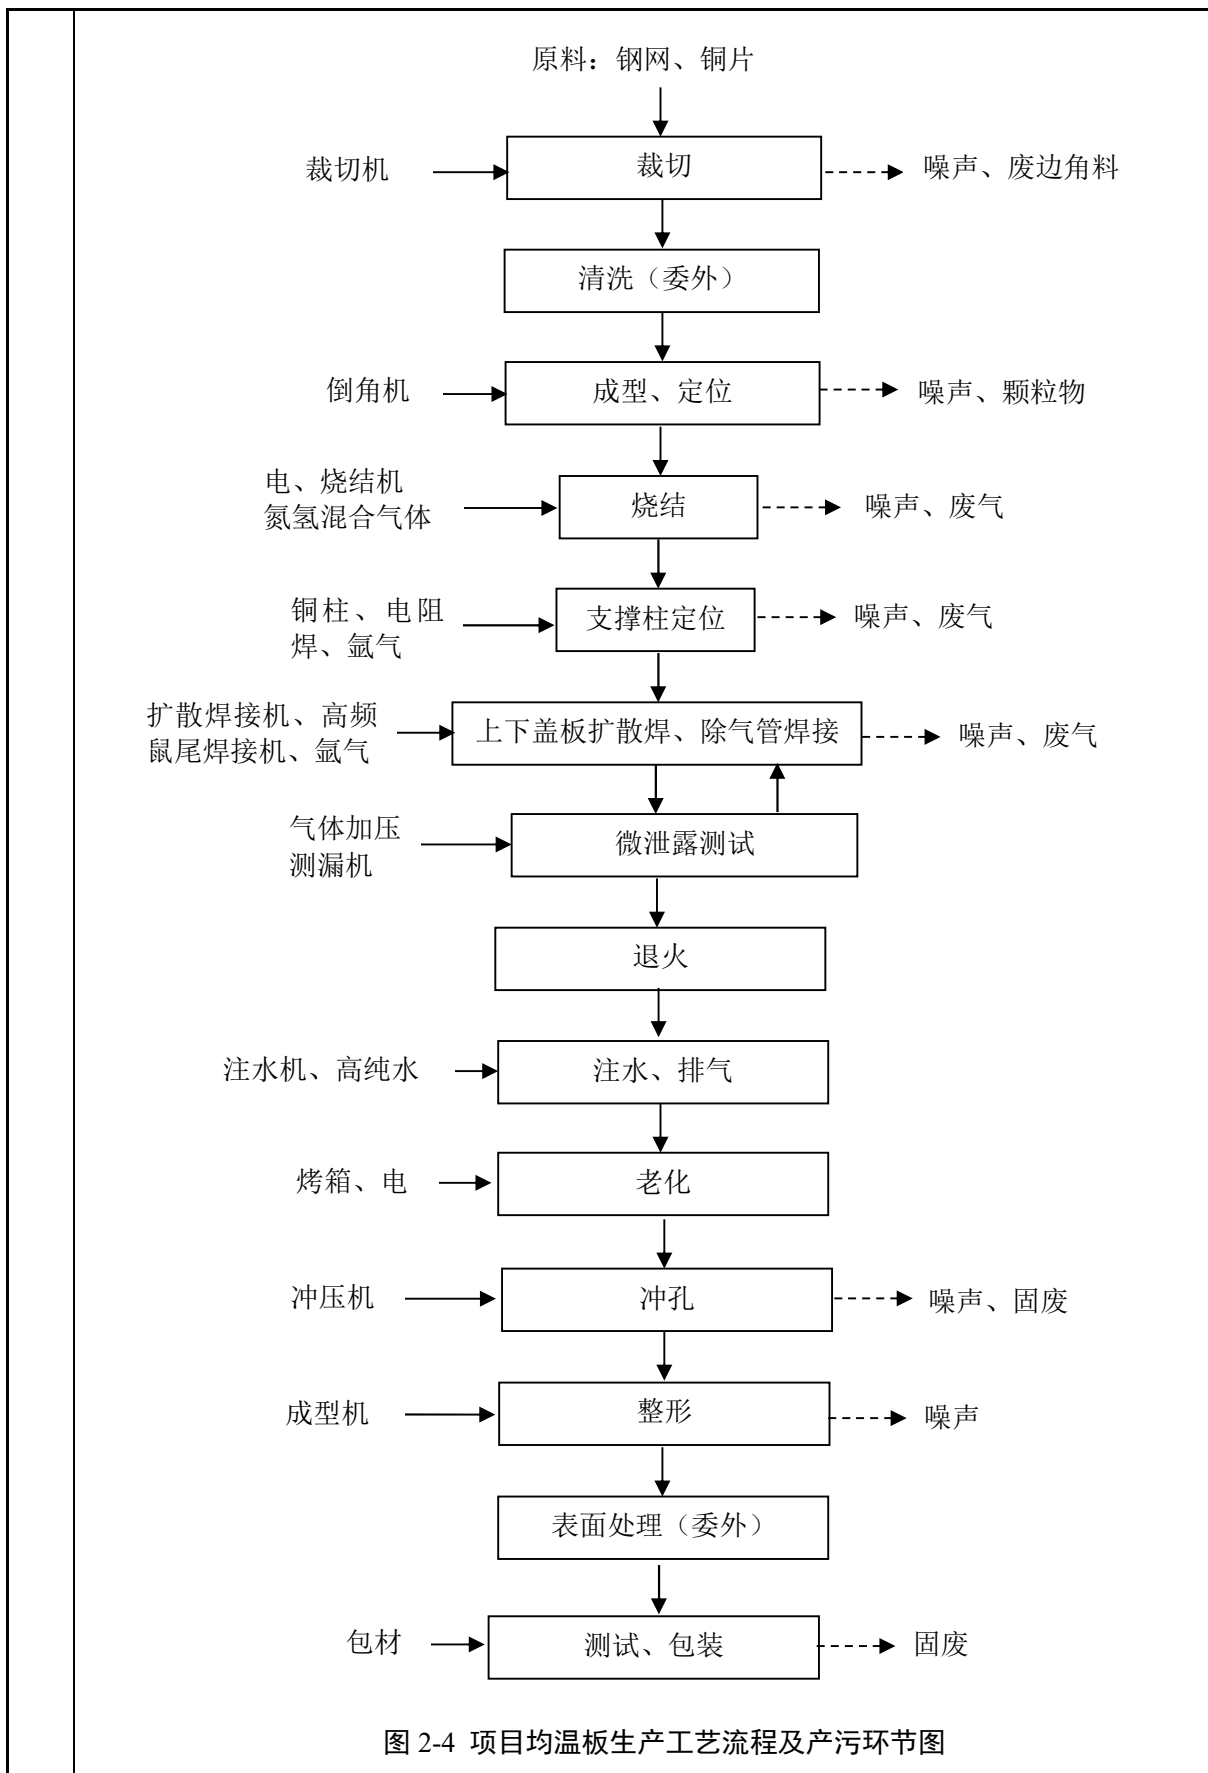 原料：钢网、铜片
裁切机
裁切
噪声、废边角料
清洗（委外）
倒角机
成型、定位
噪声、颗粒物
电、烧结机
氮氢混合气体
烧结
噪声、废气
铜柱、电阻
焊、氩气
支撑柱定位
噪声、废气
扩散焊接机、高频
鼠尾焊接机、氩气
上下盖板扩散焊、除气管焊接
噪声、废气
气体加压
测漏机
微泄露测试
退火
注水机、高纯水
注水、排气
烤箱、电
老化
冲压机
冲孔
噪声、固废
成型机
整形
噪声
表面处理（委外）
包材
测试、包装
固废
图 2-4 项目均温板生产工艺流程及产污环节图